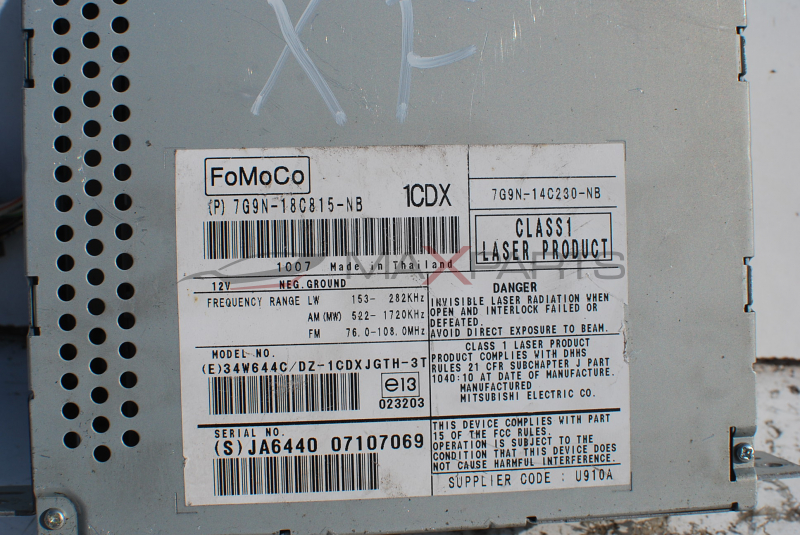 XF
FoMoCo
(P) 7G9N-18C815-NB 1CDX
1007 Made in Thailand
7G9N-14C230-NB
CLASS1
LASER PRODUCT
MAXPARTS
12V NEG.GROUND
FREQUENCY RANGE LW 153- 282KHz
AM(MW) 522- 1720KHz
FM 76.0-108.0MHz
DANGER
INVISIBLE LASER RADIATION WHEN
OPEN AND INTERLOCK FAILED OR
DEFEATED.
AVOID DIRECT EXPOSURE TO BEAM.
MODEL NO.
(E)34W644C/DZ-1CDXJGTH-3T
e13
023203
CLASS 1 LASER PRODUCT
PRODUCT COMPLIES WITH DHHS
RULES 21 CFR SUBCHAPTER J PART
1040:10 AT DATE OF MANUFACTURE.
MANUFACTURED
MITSUBISHI ELECTRIC CO.
SERIAL NO.
(S)JA6440 07107069
THIS DEVICE COMPLIES WITH PART
15 OF THE FCC RULES.
OPERATION IS SUBJECT TO THE
CONDITION THAT THIS DEVICE DOES
NOT CAUSE HARMFUL INTERFERENCE.
SUPPLIER CODE : U910A